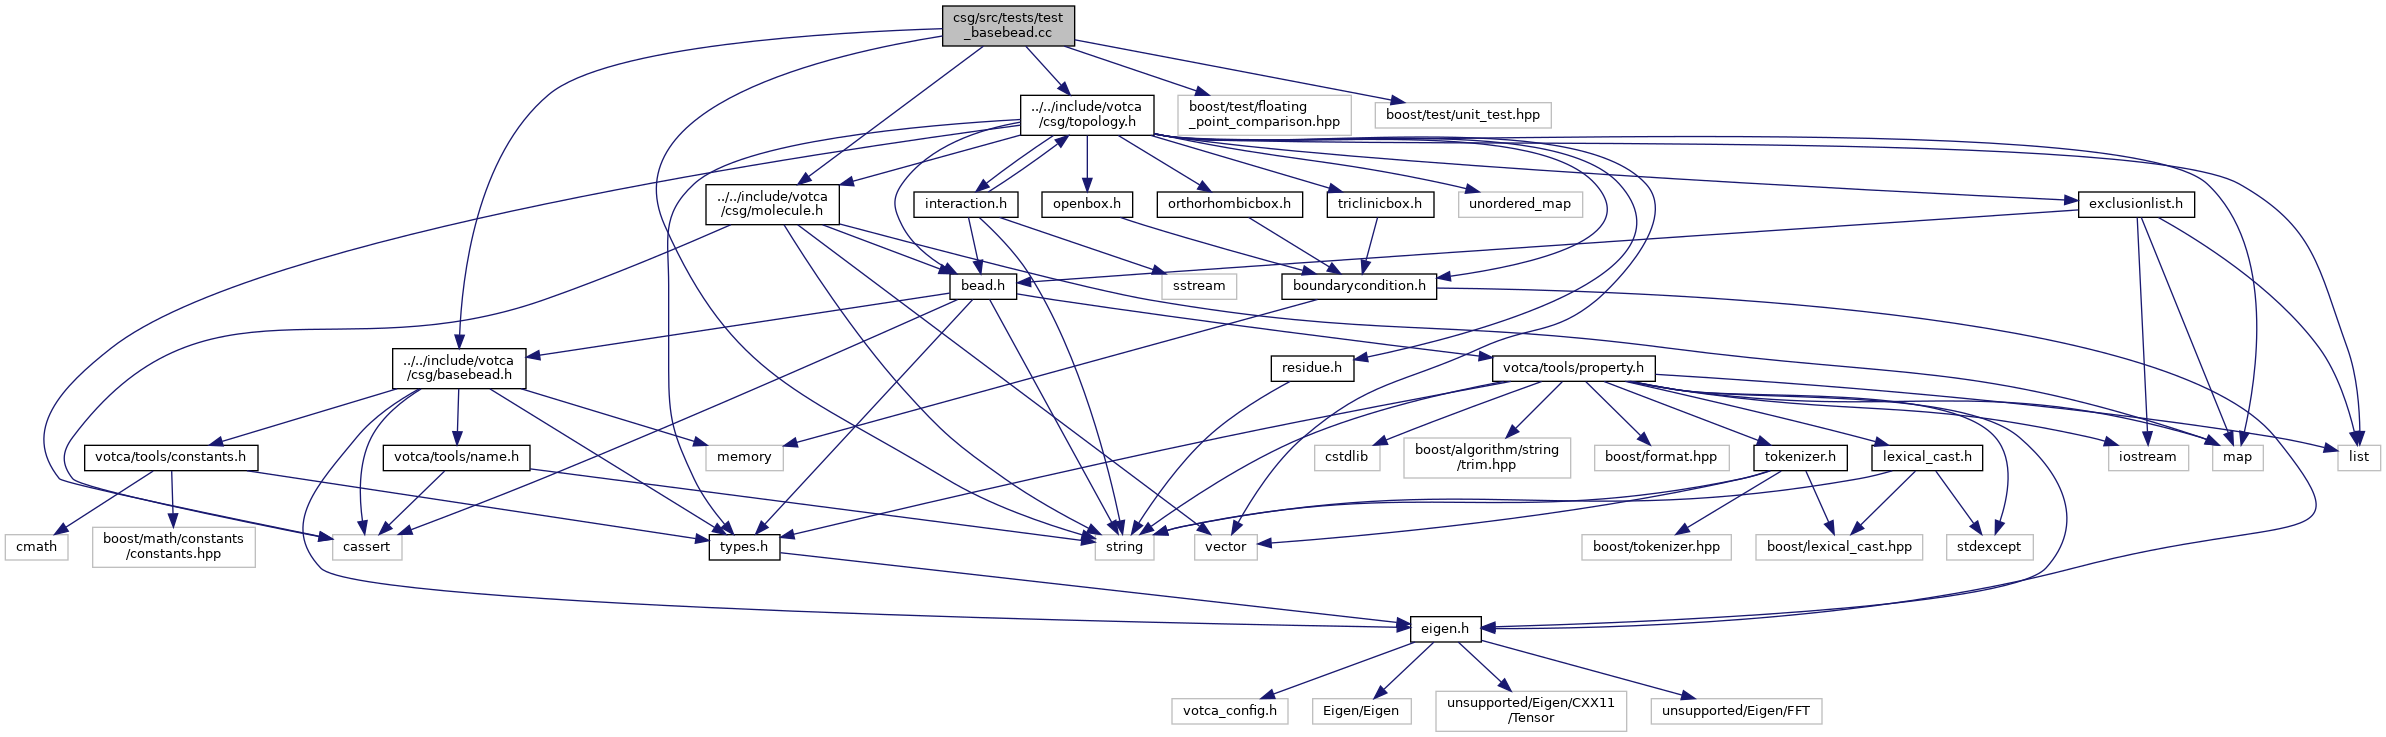 csg/src/tests/test
_basebead.cc
../../include/votca
/csg/topology.h
boost/test/floating
_point_comparison.hpp
boost/test/unit_test.hpp
../../include/votca
/csg/molecule.h
interaction.h
openbox.h
orthorhombicbox.h
triclinicbox.h
unordered_map
exclusionlist.h
bead.h
sstream
boundarycondition.h
../../include/votca
/csg/basebead.h
residue.h
votca/tools/property.h
votca/tools/constants.h
votca/tools/name.h
memory
cstdlib
boost/algorithm/string
/trim.hpp
boost/format.hpp
tokenizer.h
lexical_cast.h
iostream
map
list
cmath
boost/math/constants
/constants.hpp
cassert
types.h
string
vector
boost/tokenizer.hpp
boost/lexical_cast.hpp
stdexcept
eigen.h
votca_config.h
Eigen/Eigen
unsupported/Eigen/CXX11
/Tensor
unsupported/Eigen/FFT